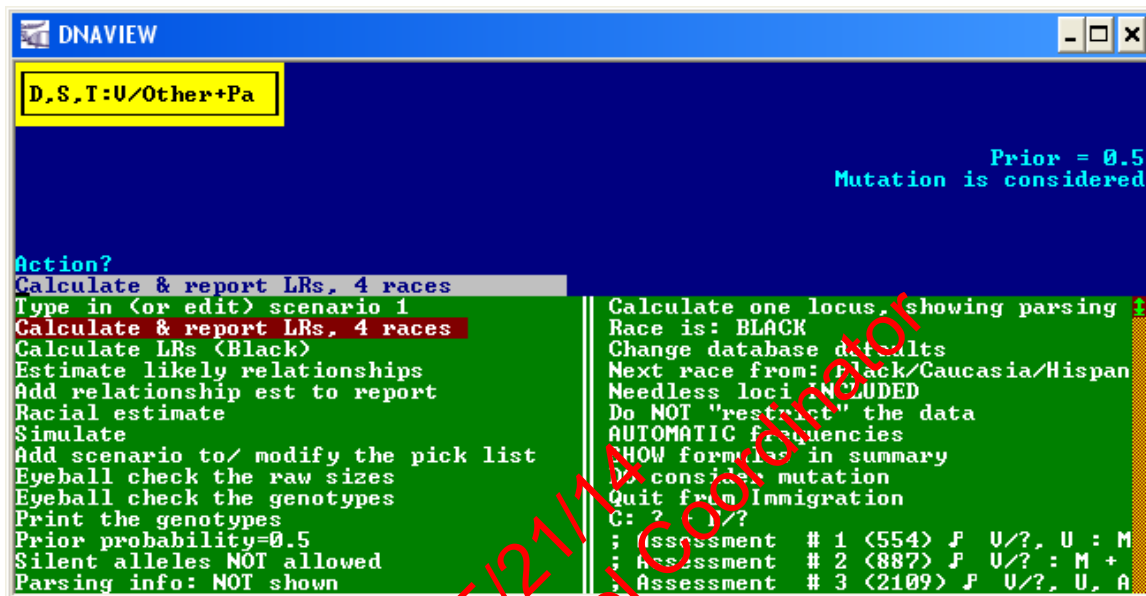 DNAVIEW
D,S,T:V/Other+Pa
Prior = 0.5
Mutation is considered
Action?
Calculate & report LRs, 4 races
Type in (or edit) scenario 1
Calculate & report LRs, 4 races
Calculate LRs (Black)
Estimate likely relationships
Add relationship est to report
Racial estimate
Simulate
Add scenario to/ modify the pick list
Eyeball check the raw sizes
Eyeball check the genotypes
Print the genotypes
Prior probability=0.5
Silent alleles NOT allowed
Parsing info: NOT shown
Calculate one locus, showing parsing
Race is: BLACK
Change database defaults
Next race from: Black/Caucasia/Hispan
Needless loci INCLUDED
Do NOT "restrict" the data
AUTOMATIC frequencies
SHOW formulas in summary
DO consider mutation
Quit from Immigration
C: ? + F/?
; Assessment # 1 (554) V/?, U : M
; Assessment # 2 (887) V/? : M +
; Assessment # 3 (2109) V/?, U, A
5/21/14
Coordinator